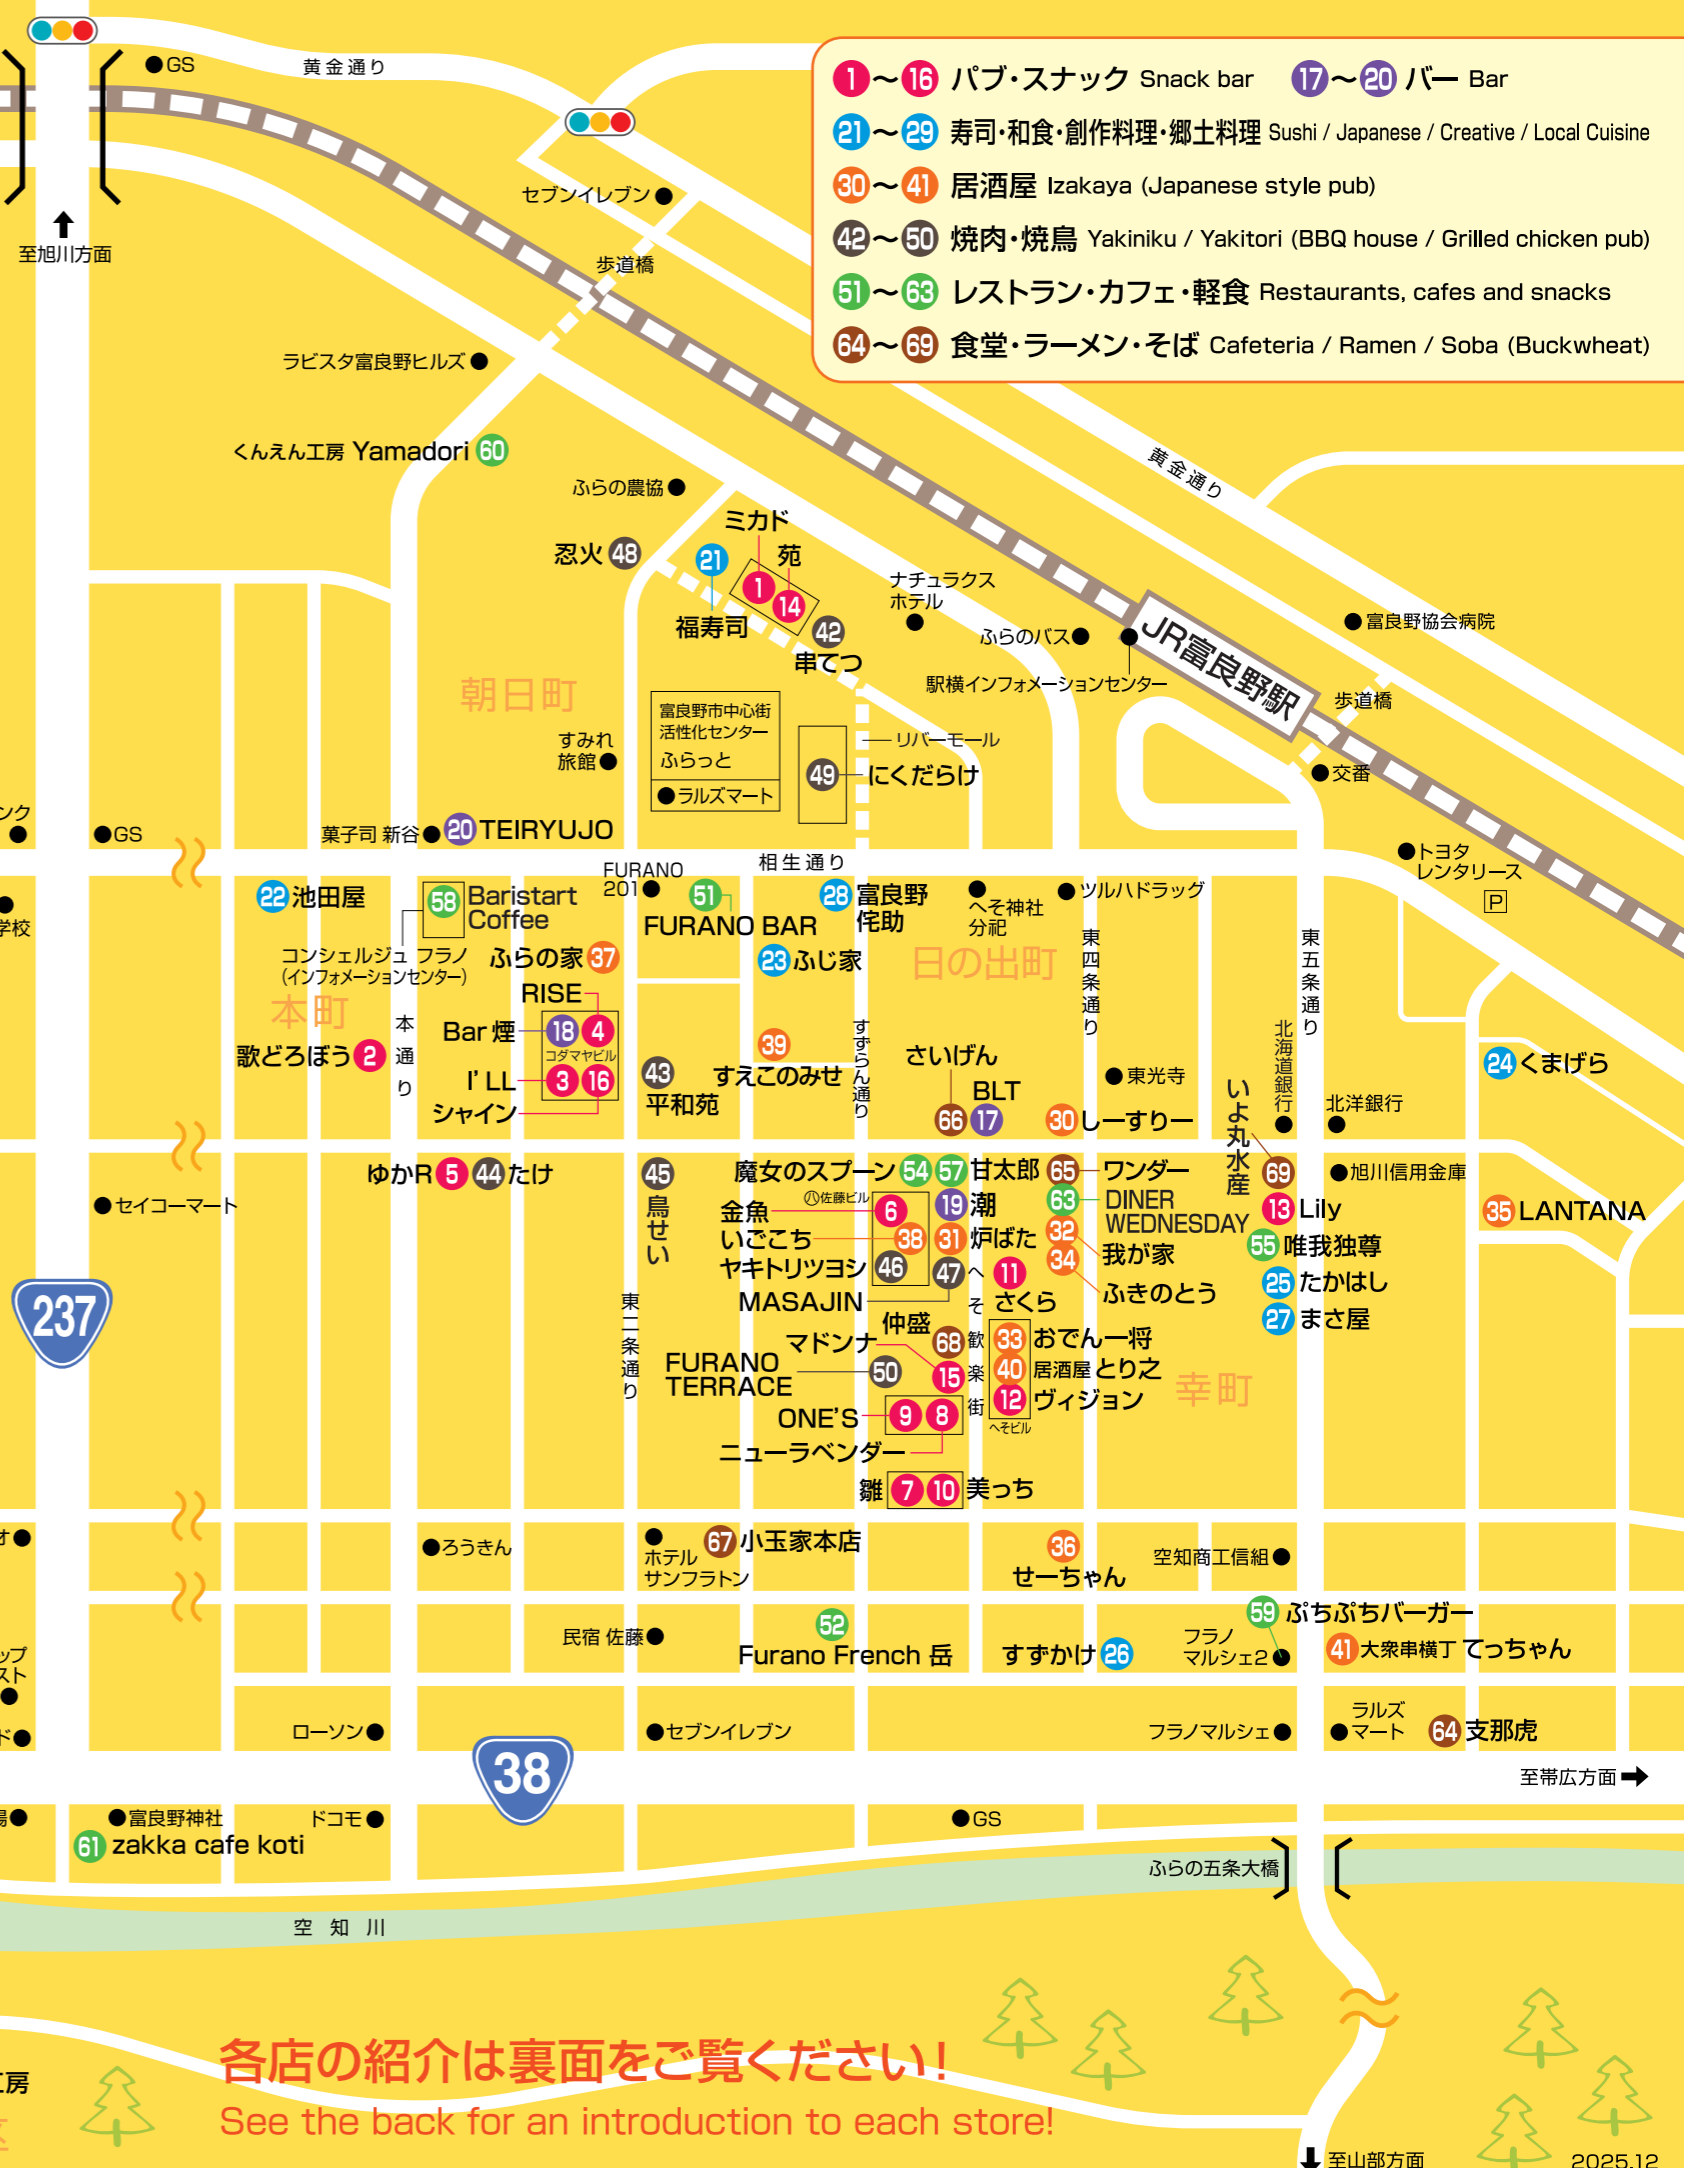 GS
黄金通り
1～16 パブ・スナック Snack bar 17～20 バー Bar
21～29 寿司・和食・創作料理・郷土料理 Sushi / Japanese / Creative / Local Cuisine
30～41 居酒屋 Izakaya (Japanese style pub)
42～50 焼肉・焼鳥 Yakiniku / Yakitori (BBQ house / Grilled chicken pub)
51～63 レストラン・カフェ・軽食 Restaurants, cafes and snacks
64～69 食堂・ラーメン・そば Cafeteria / Ramen / Soba (Buckwheat)
セブンイレブン
至旭川方面
歩道橋
ラビスタ富良野ヒルズ
くんえん工房 Yamadori 60
黄金通り
ふらの農協
ミカド
忍火 48
21
苑
1
14
福寿司
42
串てつ
ナチュラクス
ホテル
ふらのバス
JR富良野駅
富良野協会病院
駅横インフォメーションセンター
歩道橋
朝日町
富良野市中心街
活性化センター
ふらっと
ラルズマート
すみれ
旅館
リバーモール
49 にくだらけ
交番
ンク
GS
菓子司 新谷
20 TEIRYUJO
相生通り
トヨタ
レンタリース
P
学校
22 池田屋
58 Baristart
Coffee
FURANO
201
51
FURANO BAR
28 富良野
侘助
へそ神社
分祀
ツルハドラッグ
コンシェルジュ フラノ
(インフォメーションセンター)
ふらの家 37
23 ふじ家
日の出町
東四条通り
東五条通り
本町
本通り
RISE
Bar 煙 18 4
コダマヤビル
歌どろぼう 2
I' LL 3 16
シャイン
43
平和苑
39
すえこのみせ
すずらん通り
さいげん
BLT
66 17
東光寺
30 しーすりー
いよ丸水産
北海道銀行
北洋銀行
24 くまげら
ゆかR 5 44 たけ
45
鳥せい
魔女のスプーン 54 57 甘太郎
65 ワンダー
69
旭川信用金庫
セイコーマート
㊇佐藤ビル
金魚 6
19 潮
63 DINER
WEDNESDAY
13 Lily
35 LANTANA
いごこち 38
31 炉ばた
32 我が家
55 唯我独尊
ヤキトリツヨシ 46
47
11
さくら
34 ふきのとう
25 たかはし
MASAJIN
27 まさ屋
237
東二条通り
へそ歓楽街
仲盛 68
33 おでん一将
マドンナ 15
40 居酒屋 とり之
FURANO
TERRACE 50
12 ヴィジョン
へそビル
幸町
ONE'S 9 8
ニューラベンダー
雛 7 10 美っち
オ
ろうきん
ホテル
サンフラトン
67 小玉家本店
36
せーちゃん
空知商工信組
59 ぷちぷちバーガー
民宿 佐藤
52
Furano French 岳
すずかけ 26
フラノ
マルシェ2
41 大衆串横丁 てっちゃん
ップ
スト
ド
ローソン
セブンイレブン
フラノマルシェ
ラルズ
マート
64 支那虎
38
至帯広方面
富良野神社
61 zakka cafe koti
ドコモ
GS
ふらの五条大橋
空知川
各店の紹介は裏面をご覧ください!
See the back for an introduction to each store!
房
至山部方面
2025.12